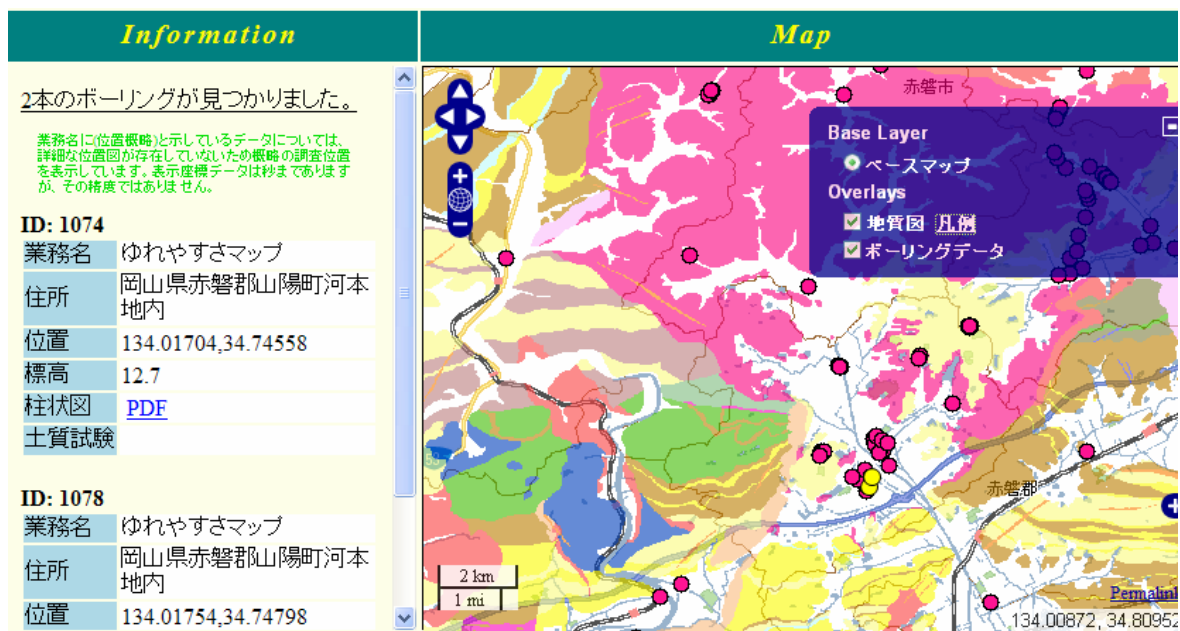 Information
Map
2本のボーリングが見つかりました。
業務名に(位置概略)と示しているデータについては、
詳細な位置図が存在していないため概略の調査位置
を表示しています。表示座標データは秒まであります
が、その精度ではありません。
ID: 1074
業務名 ゆれやすさマップ
住所 岡山県赤磐郡山陽町河本
地内
位置 134.01704,34.74558
標高 12.7
柱状図 PDF
土質試験
ID: 1078
業務名 ゆれやすさマップ
住所 岡山県赤磐郡山陽町河本
地内
位置 134.01754,34.74798
赤磐市
Base Layer
ベースマップ
Overlays
地質図 凡例
ボーリングデータ
赤磐郡
2 km
1 mi
Permalink
134.00872, 34.80952